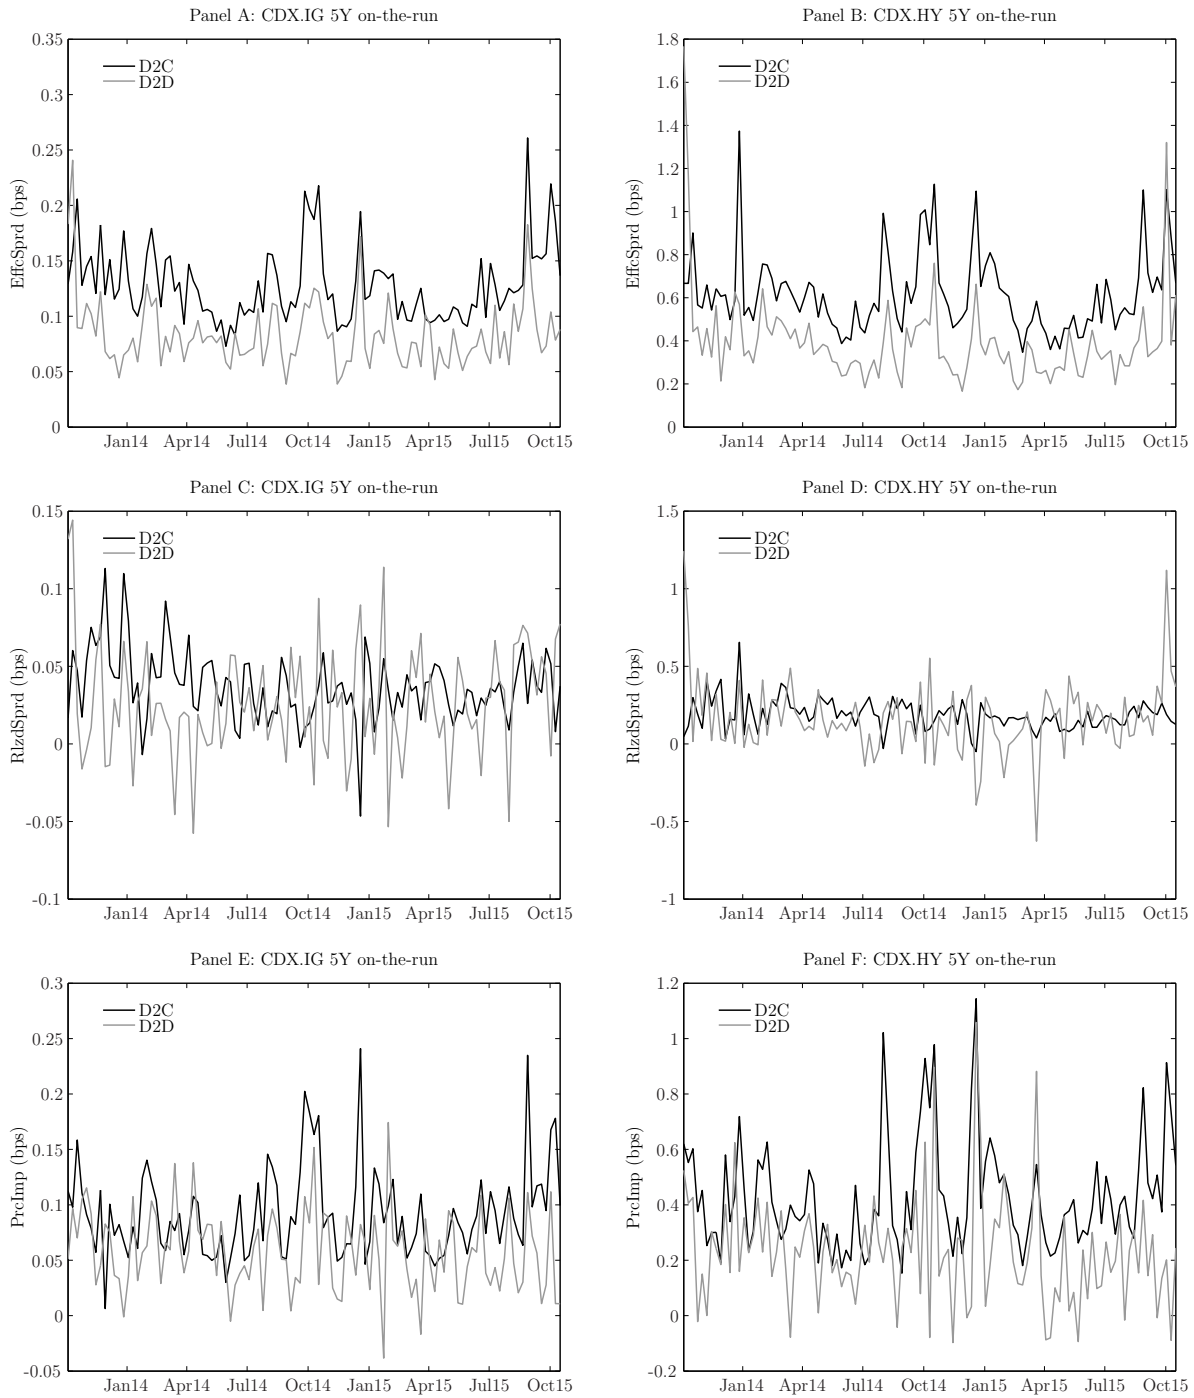 Panel A: CDX.IG 5Y on-the-run
EffcSprd (bps)
0.35
0.3
0.25
0.2
0.15
0.1
0.05
0
D2C
D2D
Jan14 Apr14 Jul14 Oct14 Jan15 Apr15 Jul15 Oct15
Panel B: CDX.HY 5Y on-the-run
EffcSprd (bps)
1.8
1.6
1.4
1.2
1
0.8
0.6
0.4
0.2
0
D2C
D2D
Jan14 Apr14 Jul14 Oct14 Jan15 Apr15 Jul15 Oct15
Panel C: CDX.IG 5Y on-the-run
RlzdSprd (bps)
0.15
0.1
0.05
0
-0.05
-0.1
D2C
D2D
Jan14 Apr14 Jul14 Oct14 Jan15 Apr15 Jul15 Oct15
Panel D: CDX.HY 5Y on-the-run
RlzdSprd (bps)
1.5
1
0.5
0
-0.5
-1
D2C
D2D
Jan14 Apr14 Jul14 Oct14 Jan15 Apr15 Jul15 Oct15
Panel E: CDX.IG 5Y on-the-run
PrcImp (bps)
0.3
0.25
0.2
0.15
0.1
0.05
0
-0.05
D2C
D2D
Jan14 Apr14 Jul14 Oct14 Jan15 Apr15 Jul15 Oct15
Panel F: CDX.HY 5Y on-the-run
PrcImp (bps)
1.2
1
0.8
0.6
0.4
0.2
0
-0.2
D2C
D2D
Jan14 Apr14 Jul14 Oct14 Jan15 Apr15 Jul15 Oct15